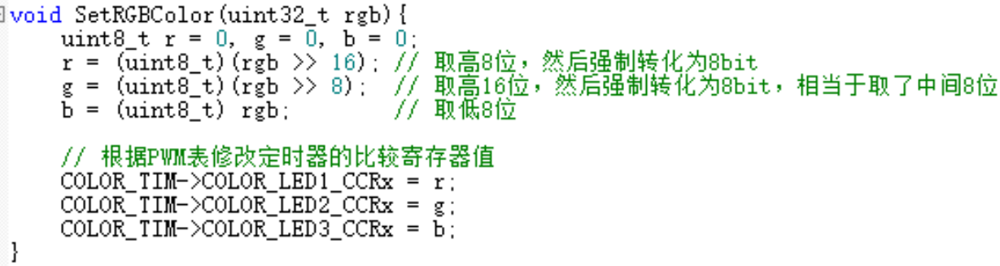 void SetRGBColor(uint32_t rgb){
    uint8_t r = 0, g = 0, b = 0;
    r = (uint8_t)(rgb >> 16); // 取高8位，然后强制转化为8bit
    g = (uint8_t)(rgb >> 8);  // 取高16位，然后强制转化为8bit，相当于取了中间8位
    b = (uint8_t) rgb;        // 取低8位
    // 根据PWM表修改定时器的比较寄存器值
    COLOR_TIM->COLOR_LED1_CCRx = r;
    COLOR_TIM->COLOR_LED2_CCRx = g;
    COLOR_TIM->COLOR_LED3_CCRx = b;
}